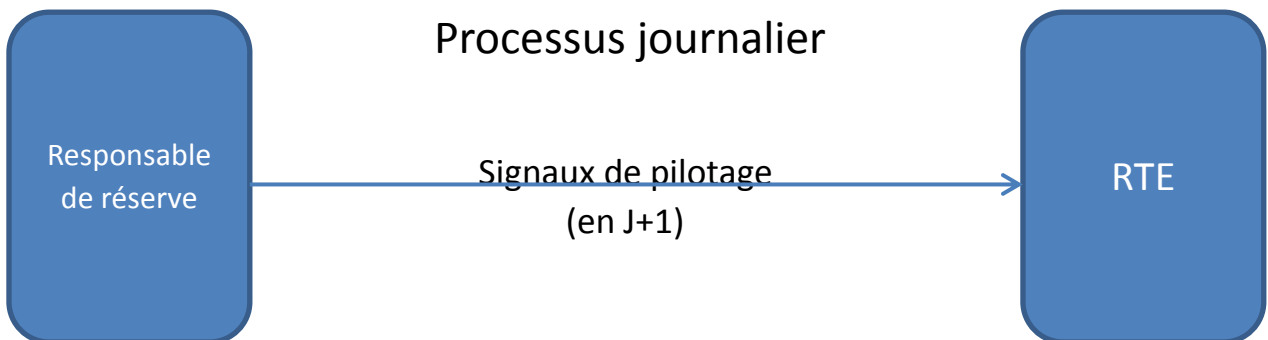 Processus journalier
Responsable
de réserve
Signaux de pilotage
(en J+1)
RTE